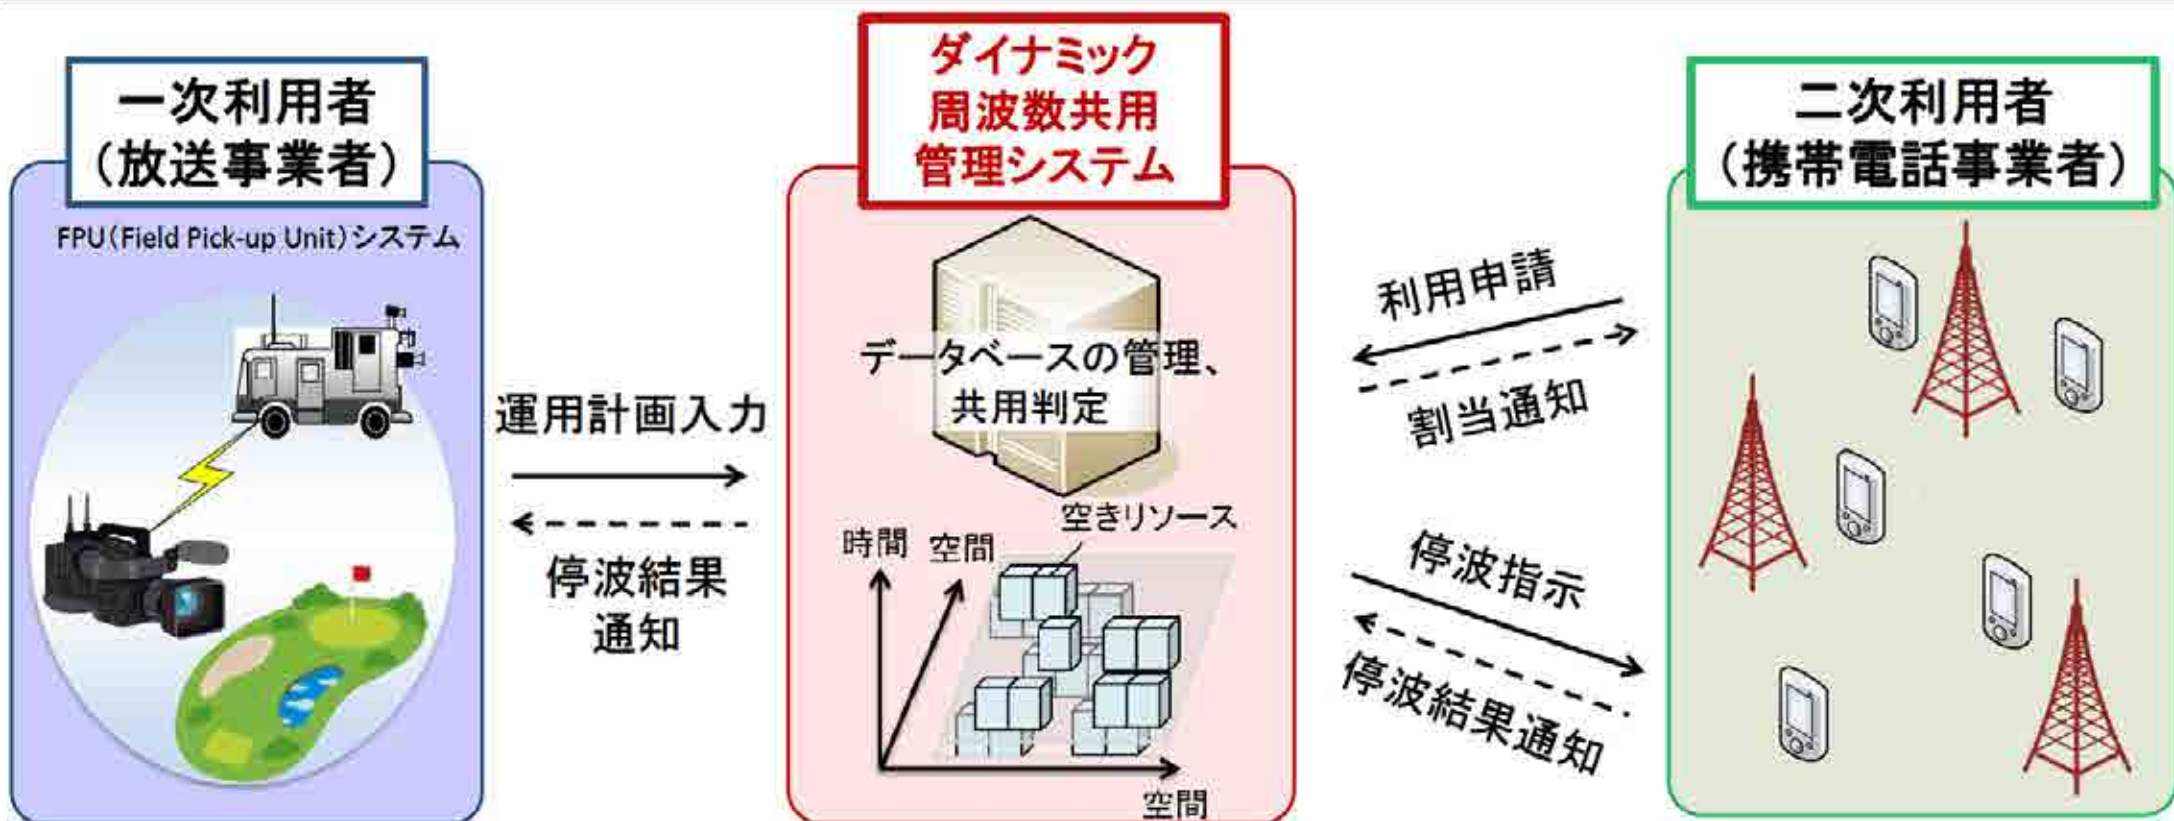 一次利用者
（放送事業者）
FPU（Field Pick-up Unit）システム
運用計画入力
停波結果
通知
ダイナミック
周波数共用
管理システム
データベースの管理、
共用判定
空きリソース
時間
空間
空間
利用申請
割当通知
停波指示
停波結果通知
二次利用者
（携帯電話事業者）